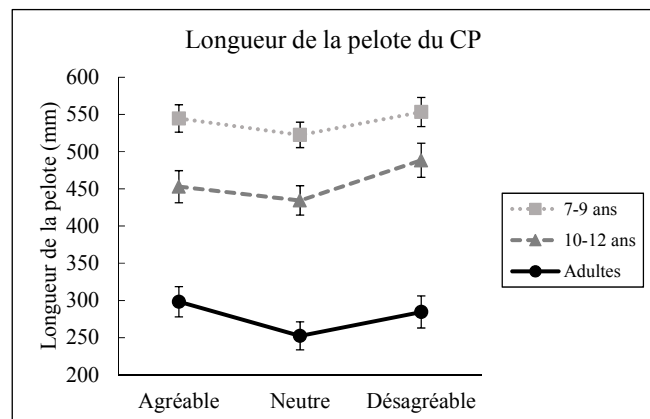 Longueur de la pelote du CP
Longueur de la pelote (mm)
600
550
500
450
400
350
300
250
200
Agréable Neutre Désagréable
7-9 ans
10-12 ans
Adultes